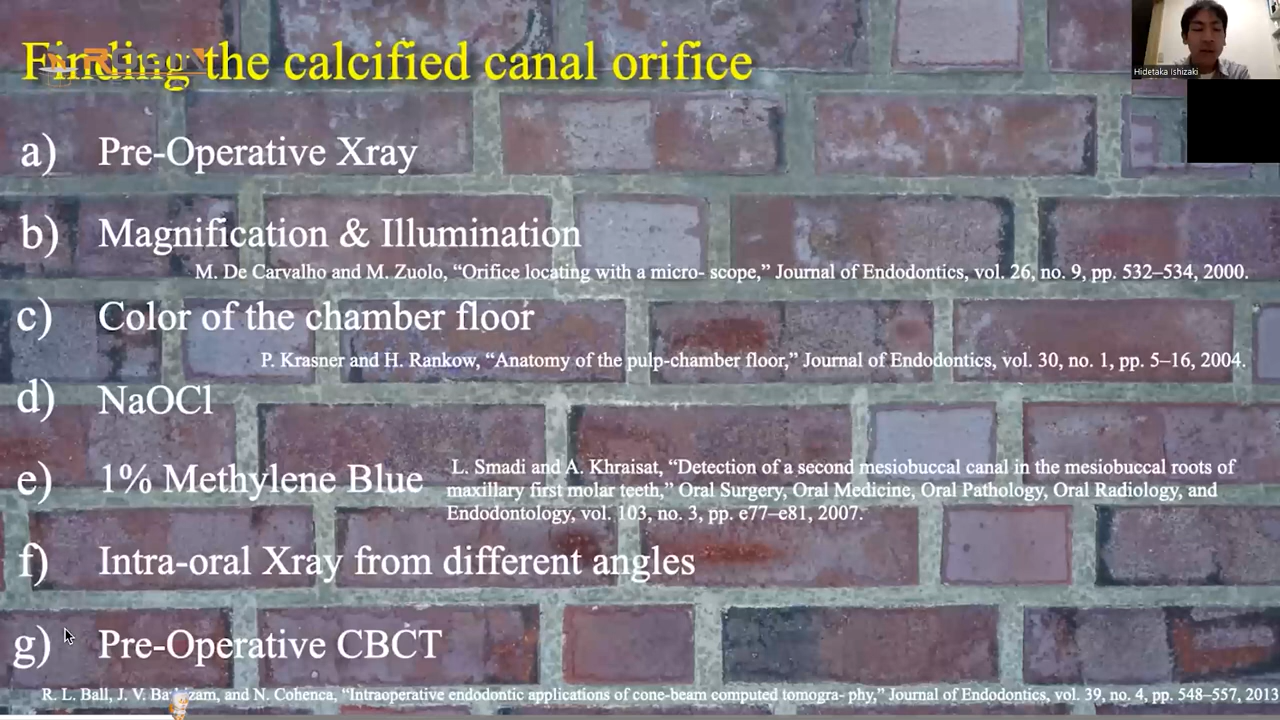 Finding the calcified canal orifice
Hidetaka Ishizaki
a) Pre-Operative Xray
b) Magnification & Illumination
M. De Carvalho and M. Zuolo, “Orifice locating with a micro- scope,” Journal of Endodontics, vol. 26, no. 9, pp. 532–534, 2000.
c) Color of the chamber floor
P. Krasner and H. Rankow, “Anatomy of the pulp-chamber floor,” Journal of Endodontics, vol. 30, no. 1, pp. 5–16, 2004.
d) NaOCl
e) 1% Methylene Blue
L. Smadi and A. Khraisat, “Detection of a second mesiobuccal canal in the mesiobuccal roots of
maxillary first molar teeth,” Oral Surgery, Oral Medicine, Oral Pathology, Oral Radiology, and
Endodontology, vol. 103, no. 3, pp. e77–e81, 2007.
f) Intra-oral Xray from different angles
g) Pre-Operative CBCT
R. L. Ball, J. V. and N. Cohenca, “Intraoperative endodontic applications of cone-beam computed tomogra- phy,” Journal of Endodontics, vol. 39, no. 4, pp. 548–557, 2013